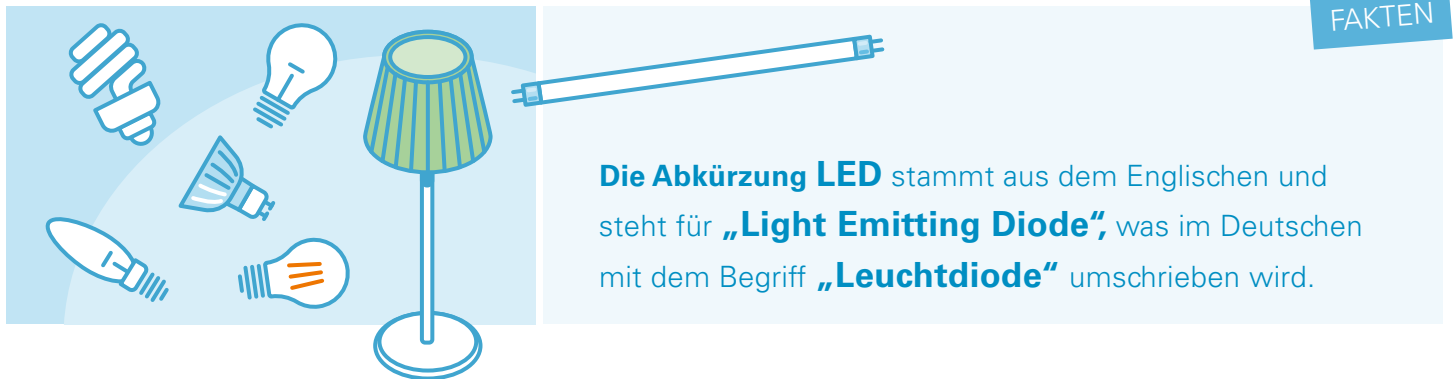 FAKTEN
Die Abkürzung LED stammt aus dem Englischen und
steht für „Light Emitting Diode“, was im Deutschen
mit dem Begriff „Leuchtdiode“ umschrieben wird.